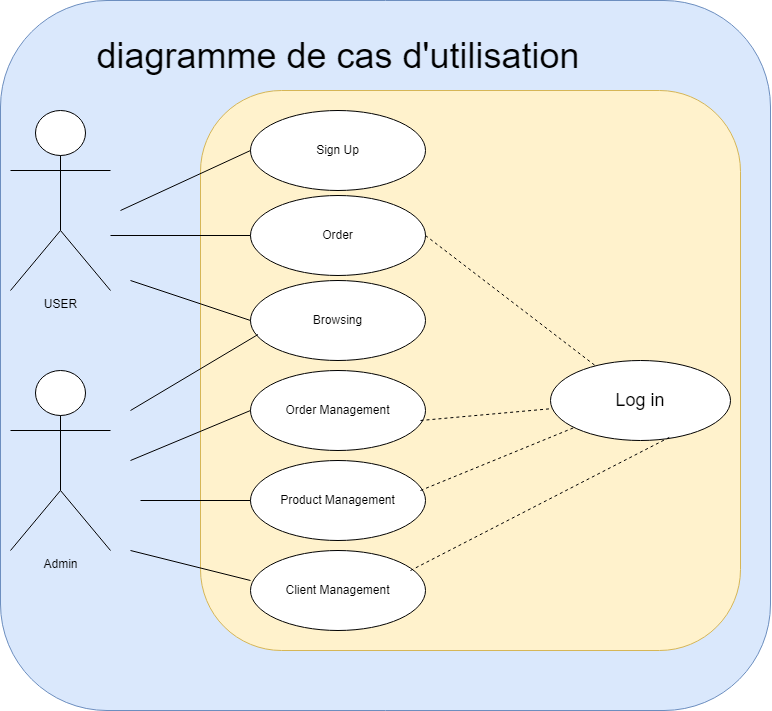 diagramme de cas d'utilisation
Sign Up
Order
USER
Browsing
Log in
Order Management
Product Management
Admin
Client Management